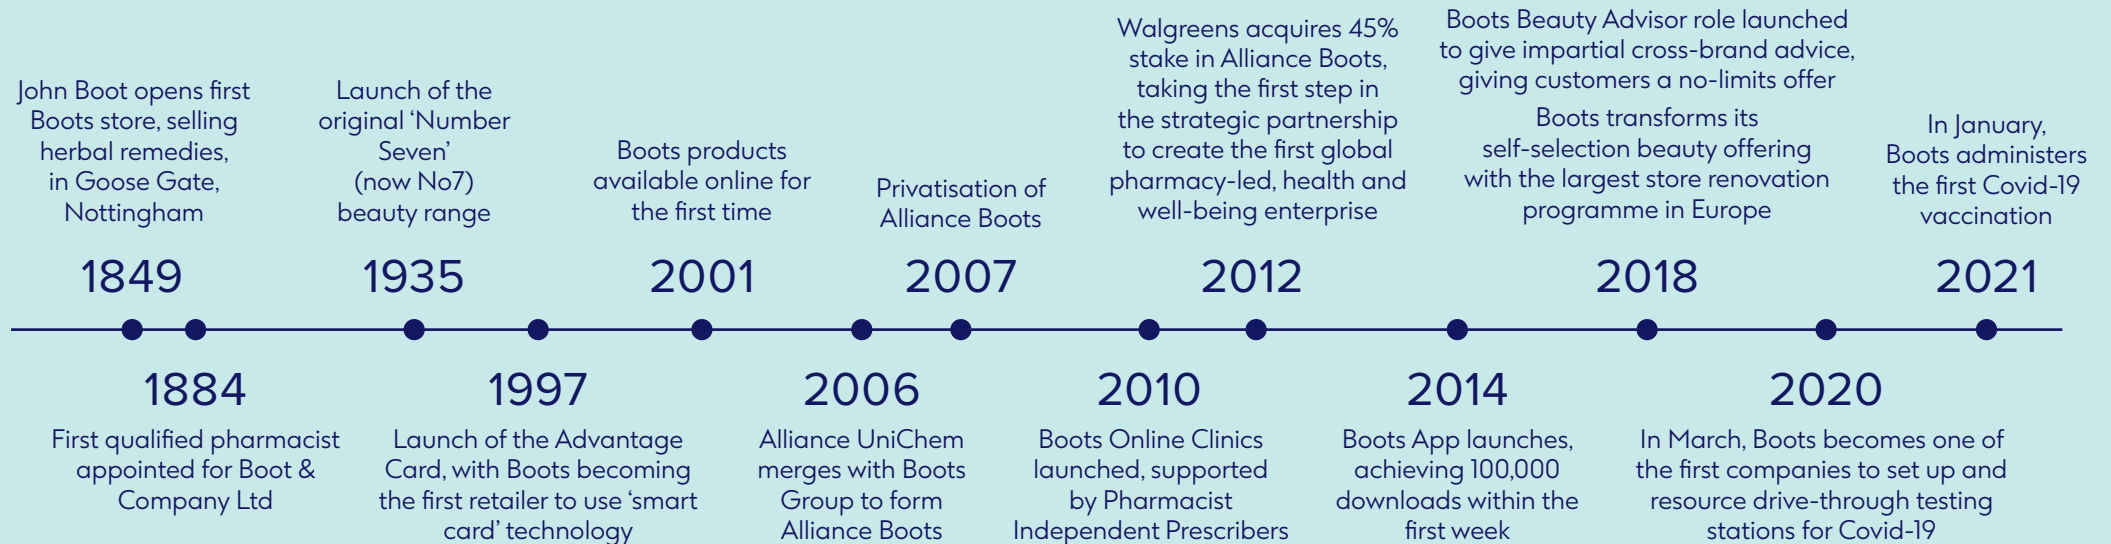 John Boot opens first
Boots store, selling
herbal remedies,
in Goose Gate,
Nottingham
1849
1884
First qualified pharmacist
appointed for Boot &
Company Ltd
Launch of the
original ‘Number
Seven’
(now No7)
beauty range
1935
1997
Launch of the Advantage
Card, with Boots becoming
the first retailer to use ‘smart
card’ technology
Boots products
available online for
the first time
2001
2006
Alliance UniChem
merges with Boots
Group to form
Alliance Boots
Privatisation of
Alliance Boots
2007
2010
Boots Online Clinics
launched, supported
by Pharmacist
Independent Prescribers
Walgreens acquires 45%
stake in Alliance Boots,
taking the first step in
the strategic partnership
to create the first global
pharmacy-led, health and
well-being enterprise
2012
2014
Boots App launches,
achieving 100,000
downloads within the
first week
Boots Beauty Advisor role launched
to give impartial cross-brand advice,
giving customers a no-limits offer
Boots transforms its
self-selection beauty offering
with the largest store renovation
programme in Europe
2018
2020
In March, Boots becomes one of
the first companies to set up and
resource drive-through testing
stations for Covid-19
In January,
Boots administers
the first Covid-19
vaccination
2021